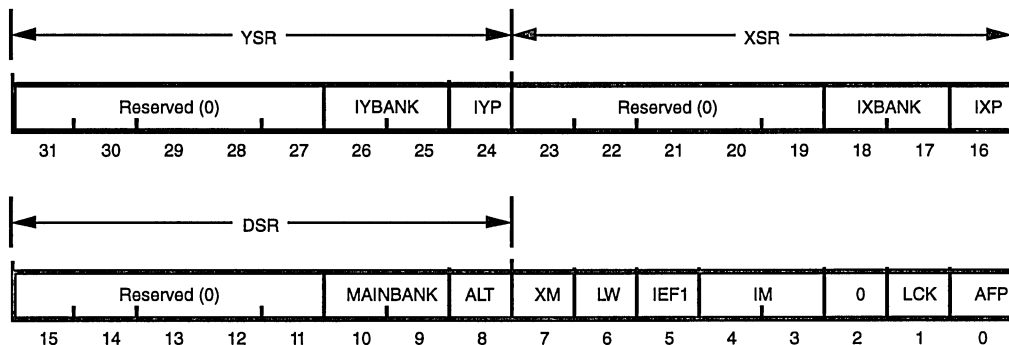 YSR XSR
Reserved (0) IYBANK IYP Reserved (0) IXBANK IXP
31 30 29 28 27 26 25 24 23 22 21 20 19 18 17 16
DSR
Reserved (0) MAINBANK ALT XM LW IEF1 IM 0 LCK AFP
15 14 13 12 11 10 9 8 7 6 5 4 3 2 1 0